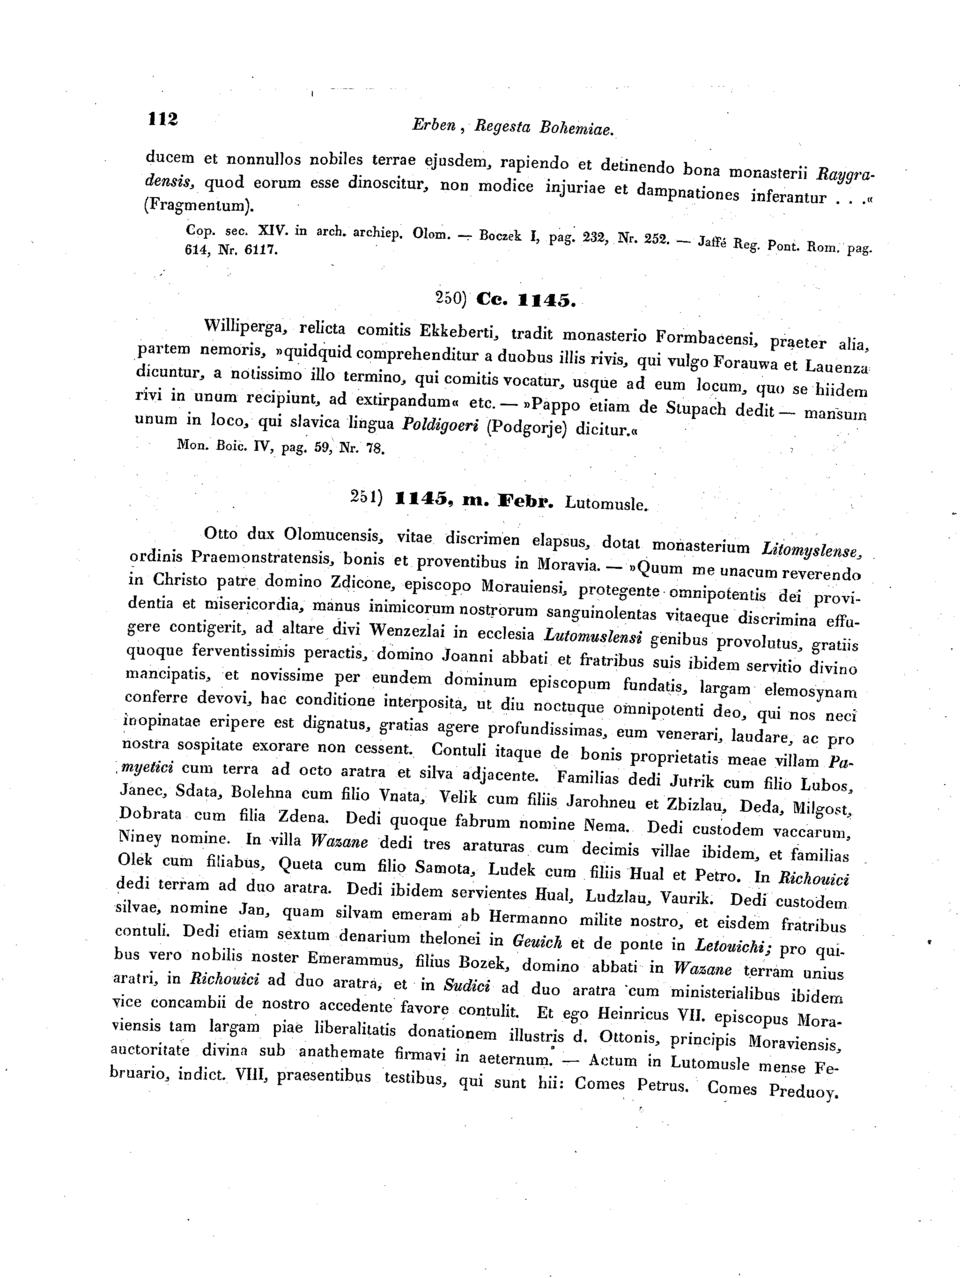 112
Erben, Regesta Bohemiae.
ducem et nonnullos nobiles terrae ejusdem, rapiendo et detinendo bona monasterii Raygra-
densis, quod eorum esse dinoscitur, non modice injuriae et dampnationes inferantur . . .«
(Fragmentum).
Cop. sec. XIV. in arch. archiep. Olom. — Boczek I, pag. 232, Nr. 252. — Jaffé Reg. Pont. Rom. pag.
614, Nr. 6117.
250) Cc. 1145.
Williperga, relicta comitis Ekkeberti, tradit monasterio Formbacensi, praeter alia,
partem nemoris, »quidquid comprehenditur a duobus illis rivis, qui vulgo Forauwa et Lauenza
dicuntur, a notissimo illo termino, qui comitis vocatur, usque ad eum locum, quo se hiidem
rivi in unum recipiunt, ad extirpandum« etc. — »Pappo etiam de Stupach dedit — mansum
unum in loco, qui slavica lingua Poldigoeri (Podgorje) dicitur.«
Mon. Boic. IV, pag. 59, Nr. 78.
251) 1145, m. Febr. Lutomusle.
Otto dux Olomucensis, vitae discrimen elapsus, dotat monasterium Litomyslense,
ordinis Praemonstratensis, bonis et proventibus in Moravia. — »Quum me unacum reverendo
in Christo patre domino Zdicone, episcopo Morauiensi, protegente omnipotentis dei provi-
dentia et misericordia, manus inimicorum nostrorum sanguinolentas vitaeque discrimina effu-
gere contigerit, ad altare divi Wenzezlai in ecclesia Lutomuslensi genibus provolutus, gratiis
quoque ferventissimis peractis, domino Joanni abbati et fratribus suis ibidem servitio divino
mancipatis, et novissime per eundem dominum episcopum fundatis, largam elemosynam
conferre devovi, hac conditione interposita, ut diu noctuque omnipotenti deo, qui nos neci
inopinatae eripere est dignatus, gratias agere profundissimas, eum venerari, laudare, ac pro
nostra sospitate exorare non cessent. Contuli itaque de bonis proprietatis meae villam Pa-
myetici cum terra ad octo aratra et silva adjacente. Familias dedi Jutrik cum filio Lubos,
Janec, Sdata, Bolehna cum filio Vnata, Velik cum filiis Jarohneu et Zbizlau, Deda, Milgost,
Dobrata cum filia Zdena. Dedi quoque fabrum nomine Nema. Dedi custodem vaccarum,
Niney nomine. In villa Wazane dedi tres araturas cum decimis villae ibidem, et familias
Olek cum filiabus, Queta cum filio Samota, Ludek cum filiis Hual et Petro. In Richouici
dedi terram ad duo aratra. Dedi ibidem servientes Hual, Ludzlau, Vaurik. Dedi custodem
silvae, nomine Jan, quam silvam emeram ab Hermanno milite nostro, et eisdem fratribus
contuli. Dedi etiam sextum denarium thelonei in Geuich et de ponte in Letouichi; pro qui-
bus vero nobilis noster Emerammus, filius Bozek, domino abbati in Wazane terram unius
aratri, in Richouici ad duo aratra, et in Sudici ad duo aratra cum ministerialibus ibidem
vice concambii de nostro accedente favore contulit. Et ego Heinricus VII. episcopus Mora-
viensis tam largam piae liberalitatis donationem illustris d. Ottonis, principis Moraviensis,
auctoritate divina sub anathemate firmavi in aeternum. — Actum in Lutomusle mense Fe-
bruario, indict. VIII, praesentibus testibus, qui sunt hii: Comes Petrus. Comes Preduoy.